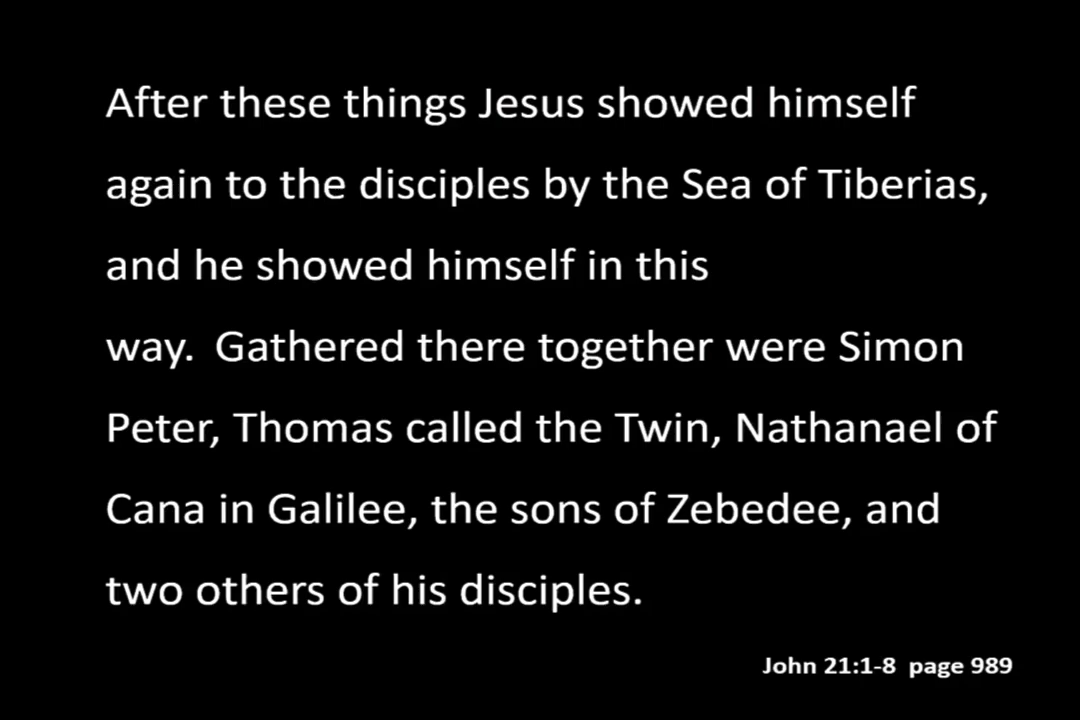 After these things Jesus showed himself
again to the disciples by the Sea of Tiberias,
and he showed himself in this
way.  Gathered there together were Simon
Peter, Thomas called the Twin, Nathanael of
Cana in Galilee, the sons of Zebedee, and
two others of his disciples.
John 21:1-8  page 989